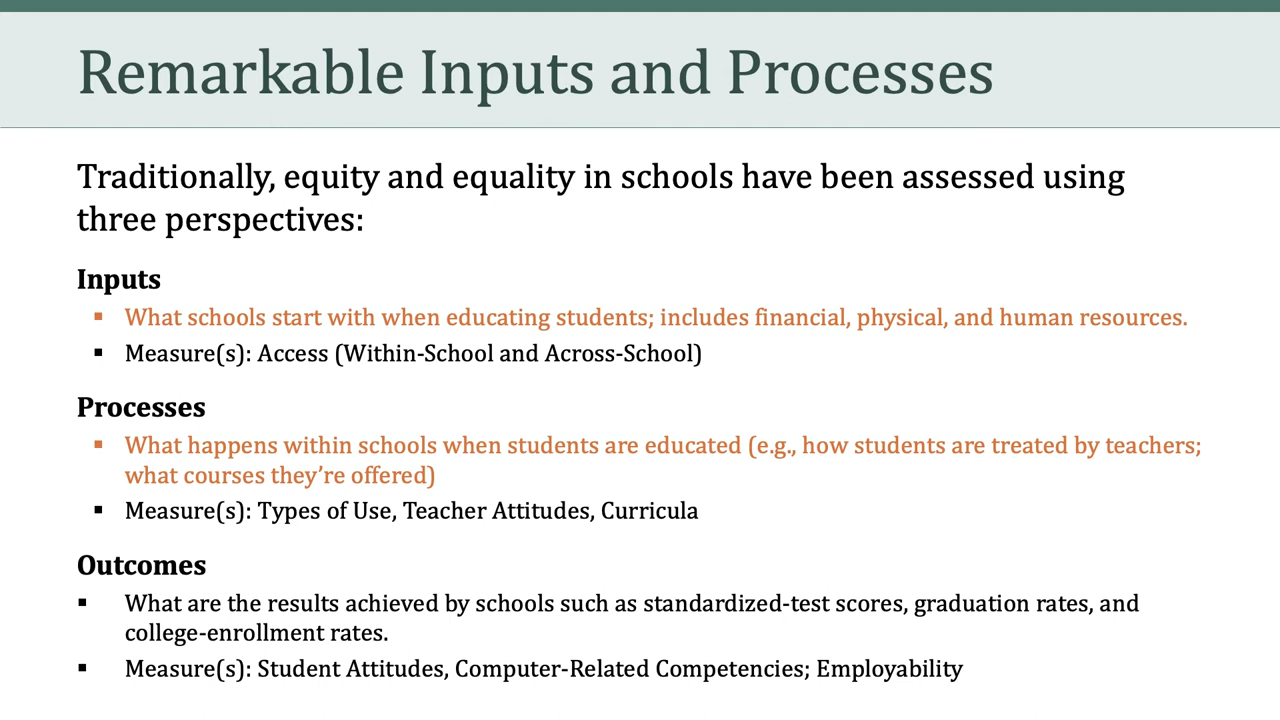 Remarkable Inputs and Processes
Traditionally, equity and equality in schools have been assessed using
three perspectives:
Inputs
▪ What schools start with when educating students; includes financial, physical, and human resources.
▪ Measure(s): Access (Within-School and Across-School)
Processes
▪ What happens within schools when students are educated (e.g., how students are treated by teachers;
what courses they’re offered)
▪ Measure(s): Types of Use, Teacher Attitudes, Curricula
Outcomes
▪ What are the results achieved by schools such as standardized-test scores, graduation rates, and
college-enrollment rates.
▪ Measure(s): Student Attitudes, Computer-Related Competencies; Employability